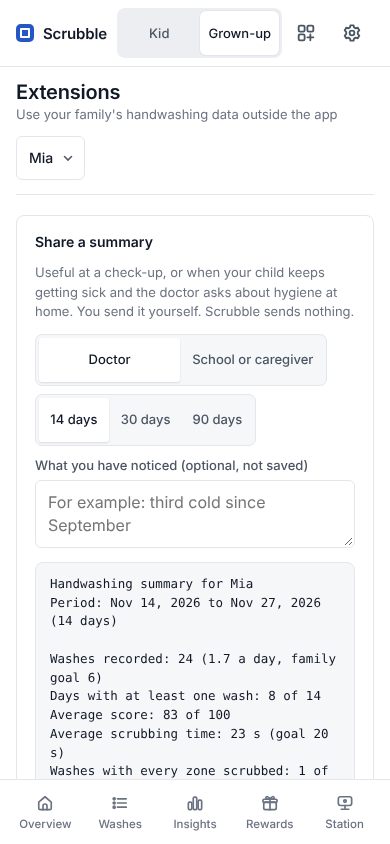 Scrubble
Kid
Grown-up
Extensions
Use your family's handwashing data outside the app
Mia
Share a summary
Useful at a check-up, or when your child keeps
getting sick and the doctor asks about hygiene at
home. You send it yourself. Scrubble sends nothing.
Doctor
School or caregiver
14 days
30 days
90 days
What you have noticed (optional, not saved)
For example: third cold since
September
Handwashing summary for Mia
Period: Nov 14, 2026 to Nov 27, 2026
(14 days)
Washes recorded: 24 (1.7 a day, family
goal 6)
Days with at least one wash: 8 of 14
Average score: 83 of 100
Average scrubbing time: 23 s (goal 20
s)
Washes with every zone scrubbed: 1 of
Overview
Washes
Insights
Rewards
Station